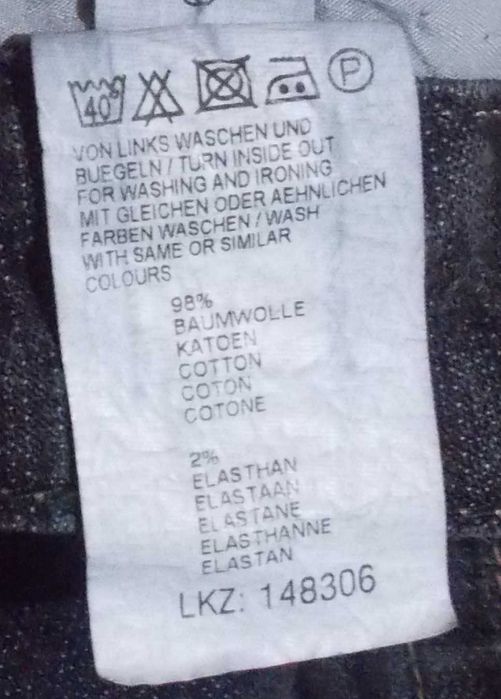 40°
P
VON LINKS WASCHEN UND
BUEGELN / TURN INSIDE OUT
FOR WASHING AND IRONING
MIT GLEICHEN ODER AEHNLICHEN
FARBEN WASCHEN / WASH
WITH SAME OR SIMILAR
COLOURS
98%
BAUMWOLLE
KATOEN
COTTON
COTON
COTONE
2%
ELASTHAN
ELASTAAN
ELASTANE
ELASTHANNE
ELASTAN
LKZ: 148306